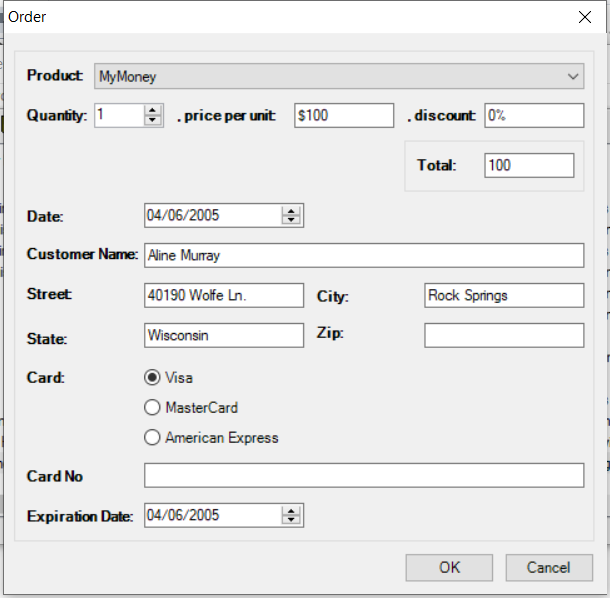 Order
Product: MyMoney
Quantity: 1 , price per unit: $100 , discount: 0%
Total: 100
Date: 04/06/2005
Customer Name: Aline Murray
Street: 40190 Wolfe Ln. City: Rock Springs
State: Wisconsin Zip:
Card: Visa
MasterCard
American Express
Card No
Expiration Date: 04/06/2005
OK Cancel